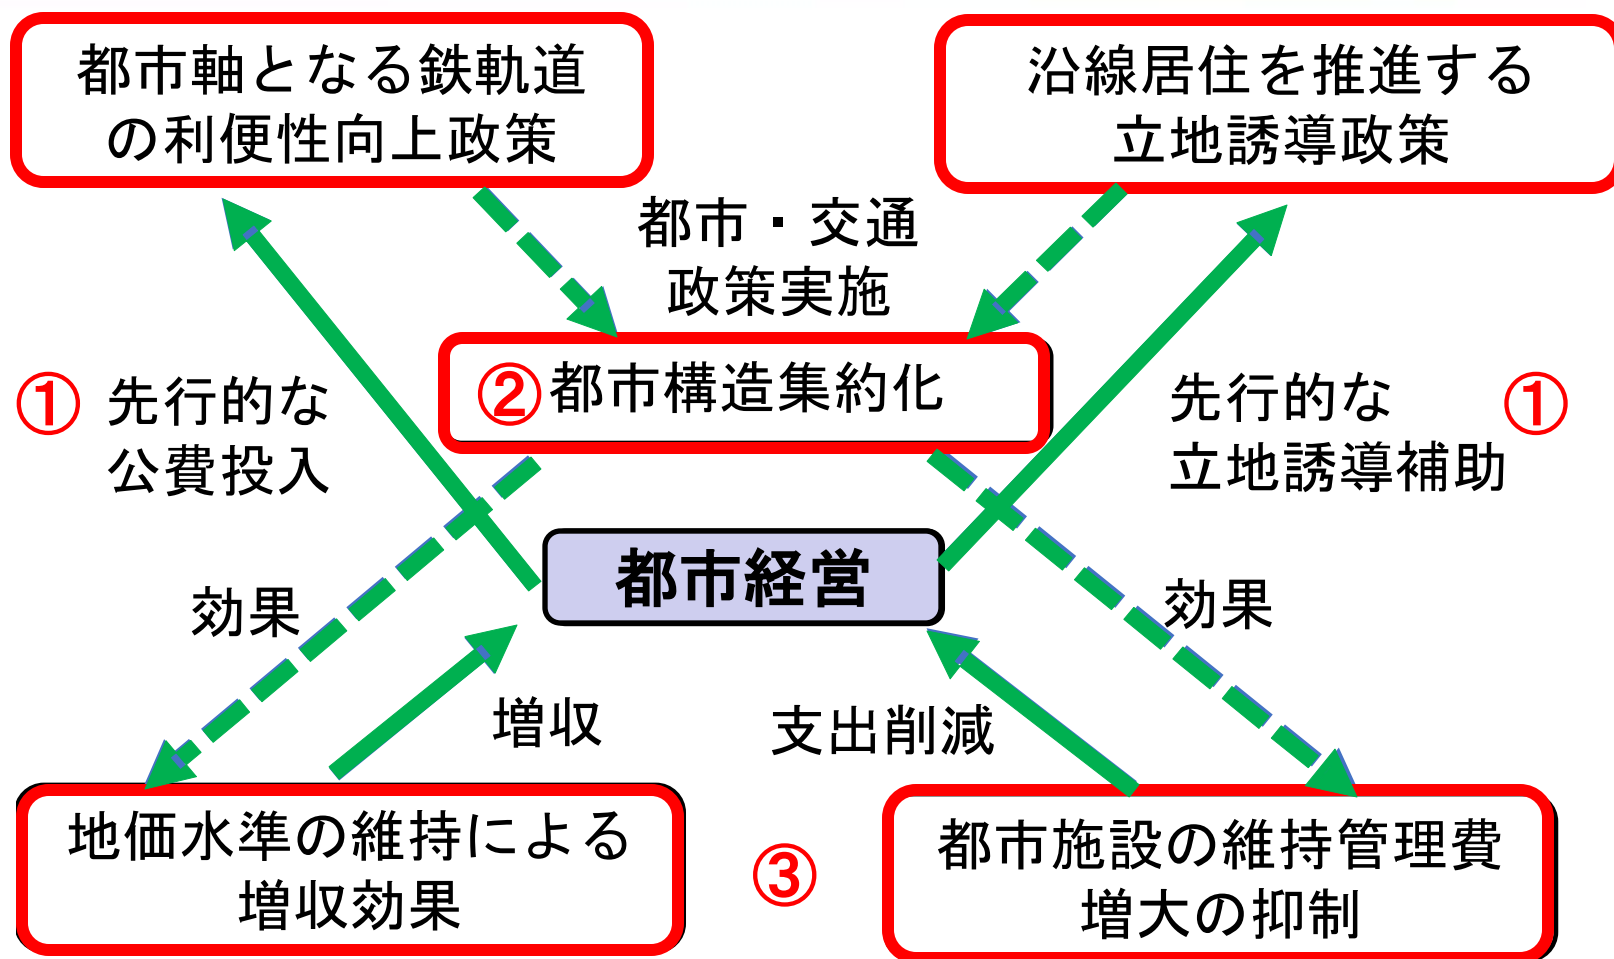 都市軸となる鉄軌道
の利便性向上政策
沿線居住を推進する
立地誘導政策
都市・交通
政策実施
②都市構造集約化
① 先行的な
公費投入
先行的な ①
立地誘導補助
都市経営
効果
効果
増収
支出削減
地価水準の維持による
増収効果
③
都市施設の維持管理費
増大の抑制